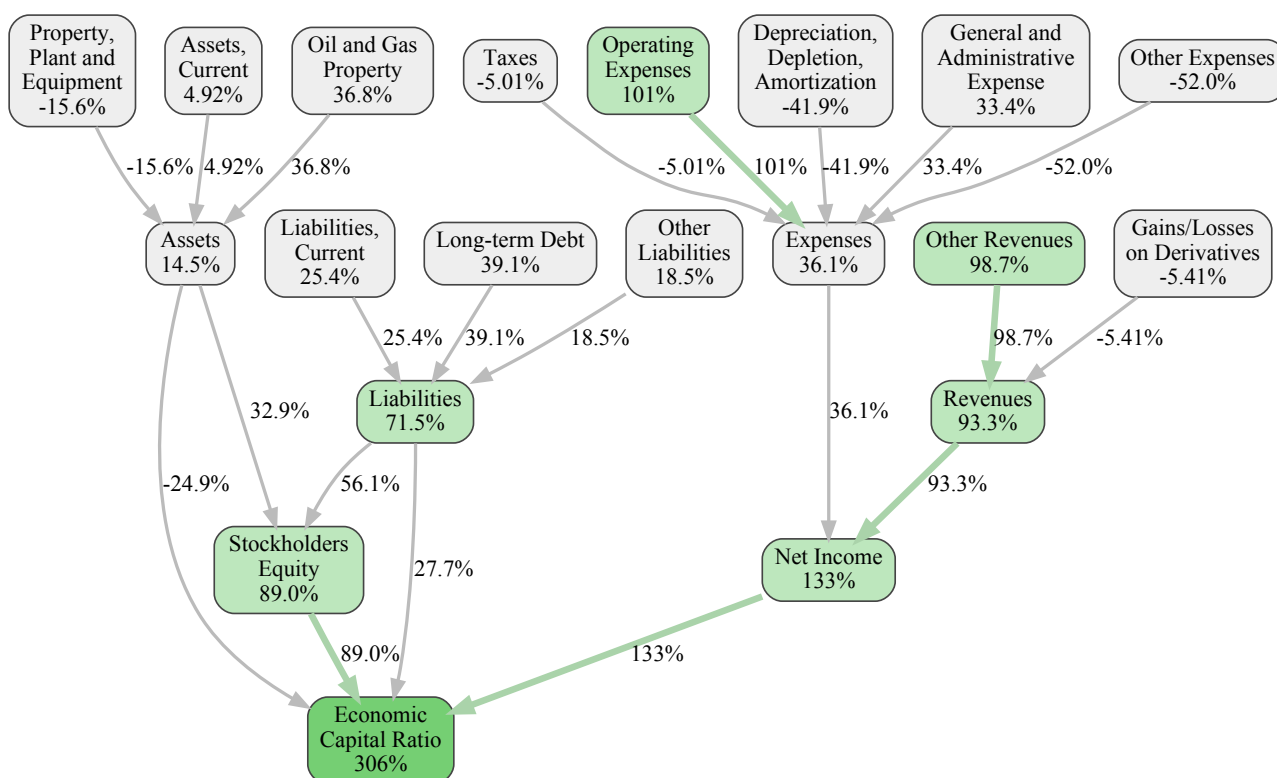 Property,
Plant and
Equipment
-15.6%
Assets,
Current
4.92%
Oil and Gas
Property
36.8%
Taxes
-5.01%
Operating
Expenses
101%
Depreciation,
Depletion,
Amortization
-41.9%
General and
Administrative
Expense
33.4%
Other Expenses
-52.0%
-15.6%
4.92%
36.8%
-5.01%
101%
-41.9%
33.4%
-52.0%
Assets
14.5%
Liabilities,
Current
25.4%
Long-term Debt
39.1%
Other
Liabilities
18.5%
Expenses
36.1%
Other Revenues
98.7%
Gains/Losses
on Derivatives
-5.41%
25.4%
39.1%
18.5%
98.7%
-5.41%
32.9%
Liabilities
71.5%
36.1%
Revenues
93.3%
-24.9%
56.1%
93.3%
Stockholders
Equity
89.0%
27.7%
Net Income
133%
89.0%
133%
Economic
Capital Ratio
306%